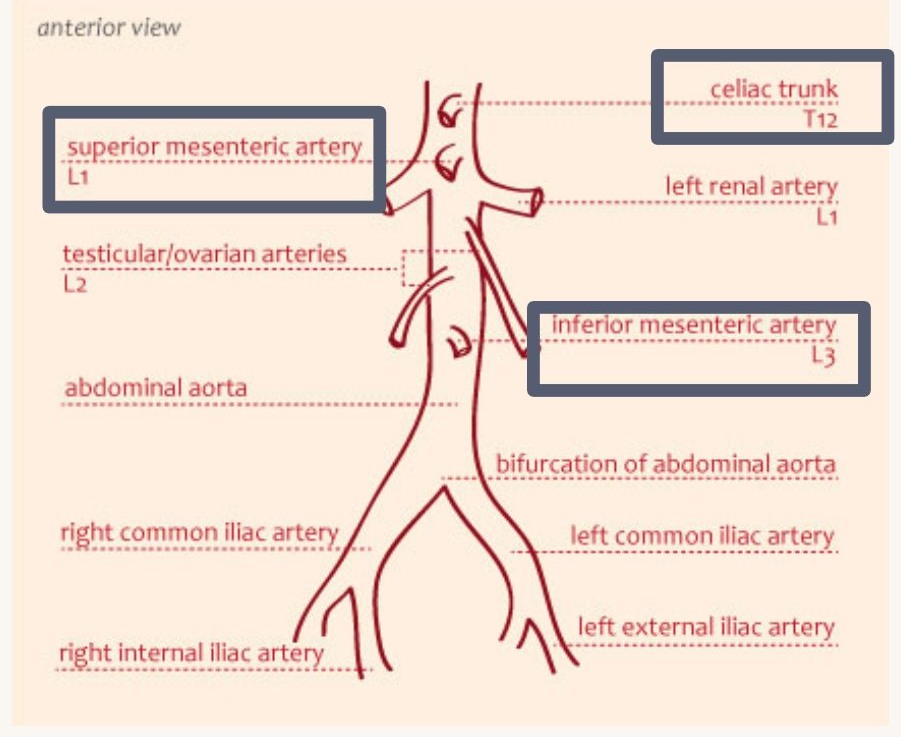 anterior view
celiac trunk
T12
superior mesenteric artery
L1
left renal artery
L1
testicular/ovarian arteries
L2
inferior mesenteric artery
L3
abdominal aorta
bifurcation of abdominal aorta
right common iliac artery
left common iliac artery
left external iliac artery
right internal iliac artery